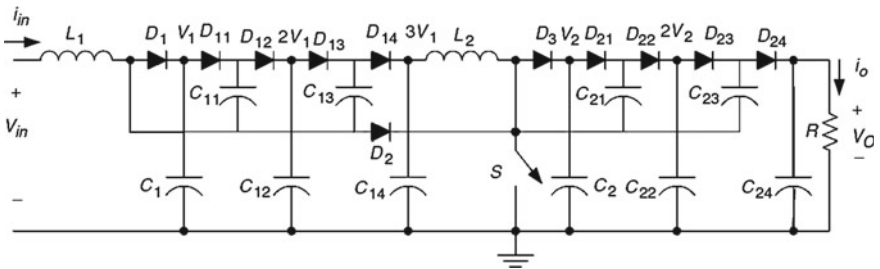 i_in L_1 D_1 V_1 D_11 D_12 2V_1 D_13 D_14 3V_1 L_2 D_3 V_2 D_21 D_22 2V_2 D_23 D_24 i_o
+ C_11 C_13 C_21 C_23 +
V_in D_2 R V_O
− C_1 C_12 C_14 S C_2 C_22 C_24 −